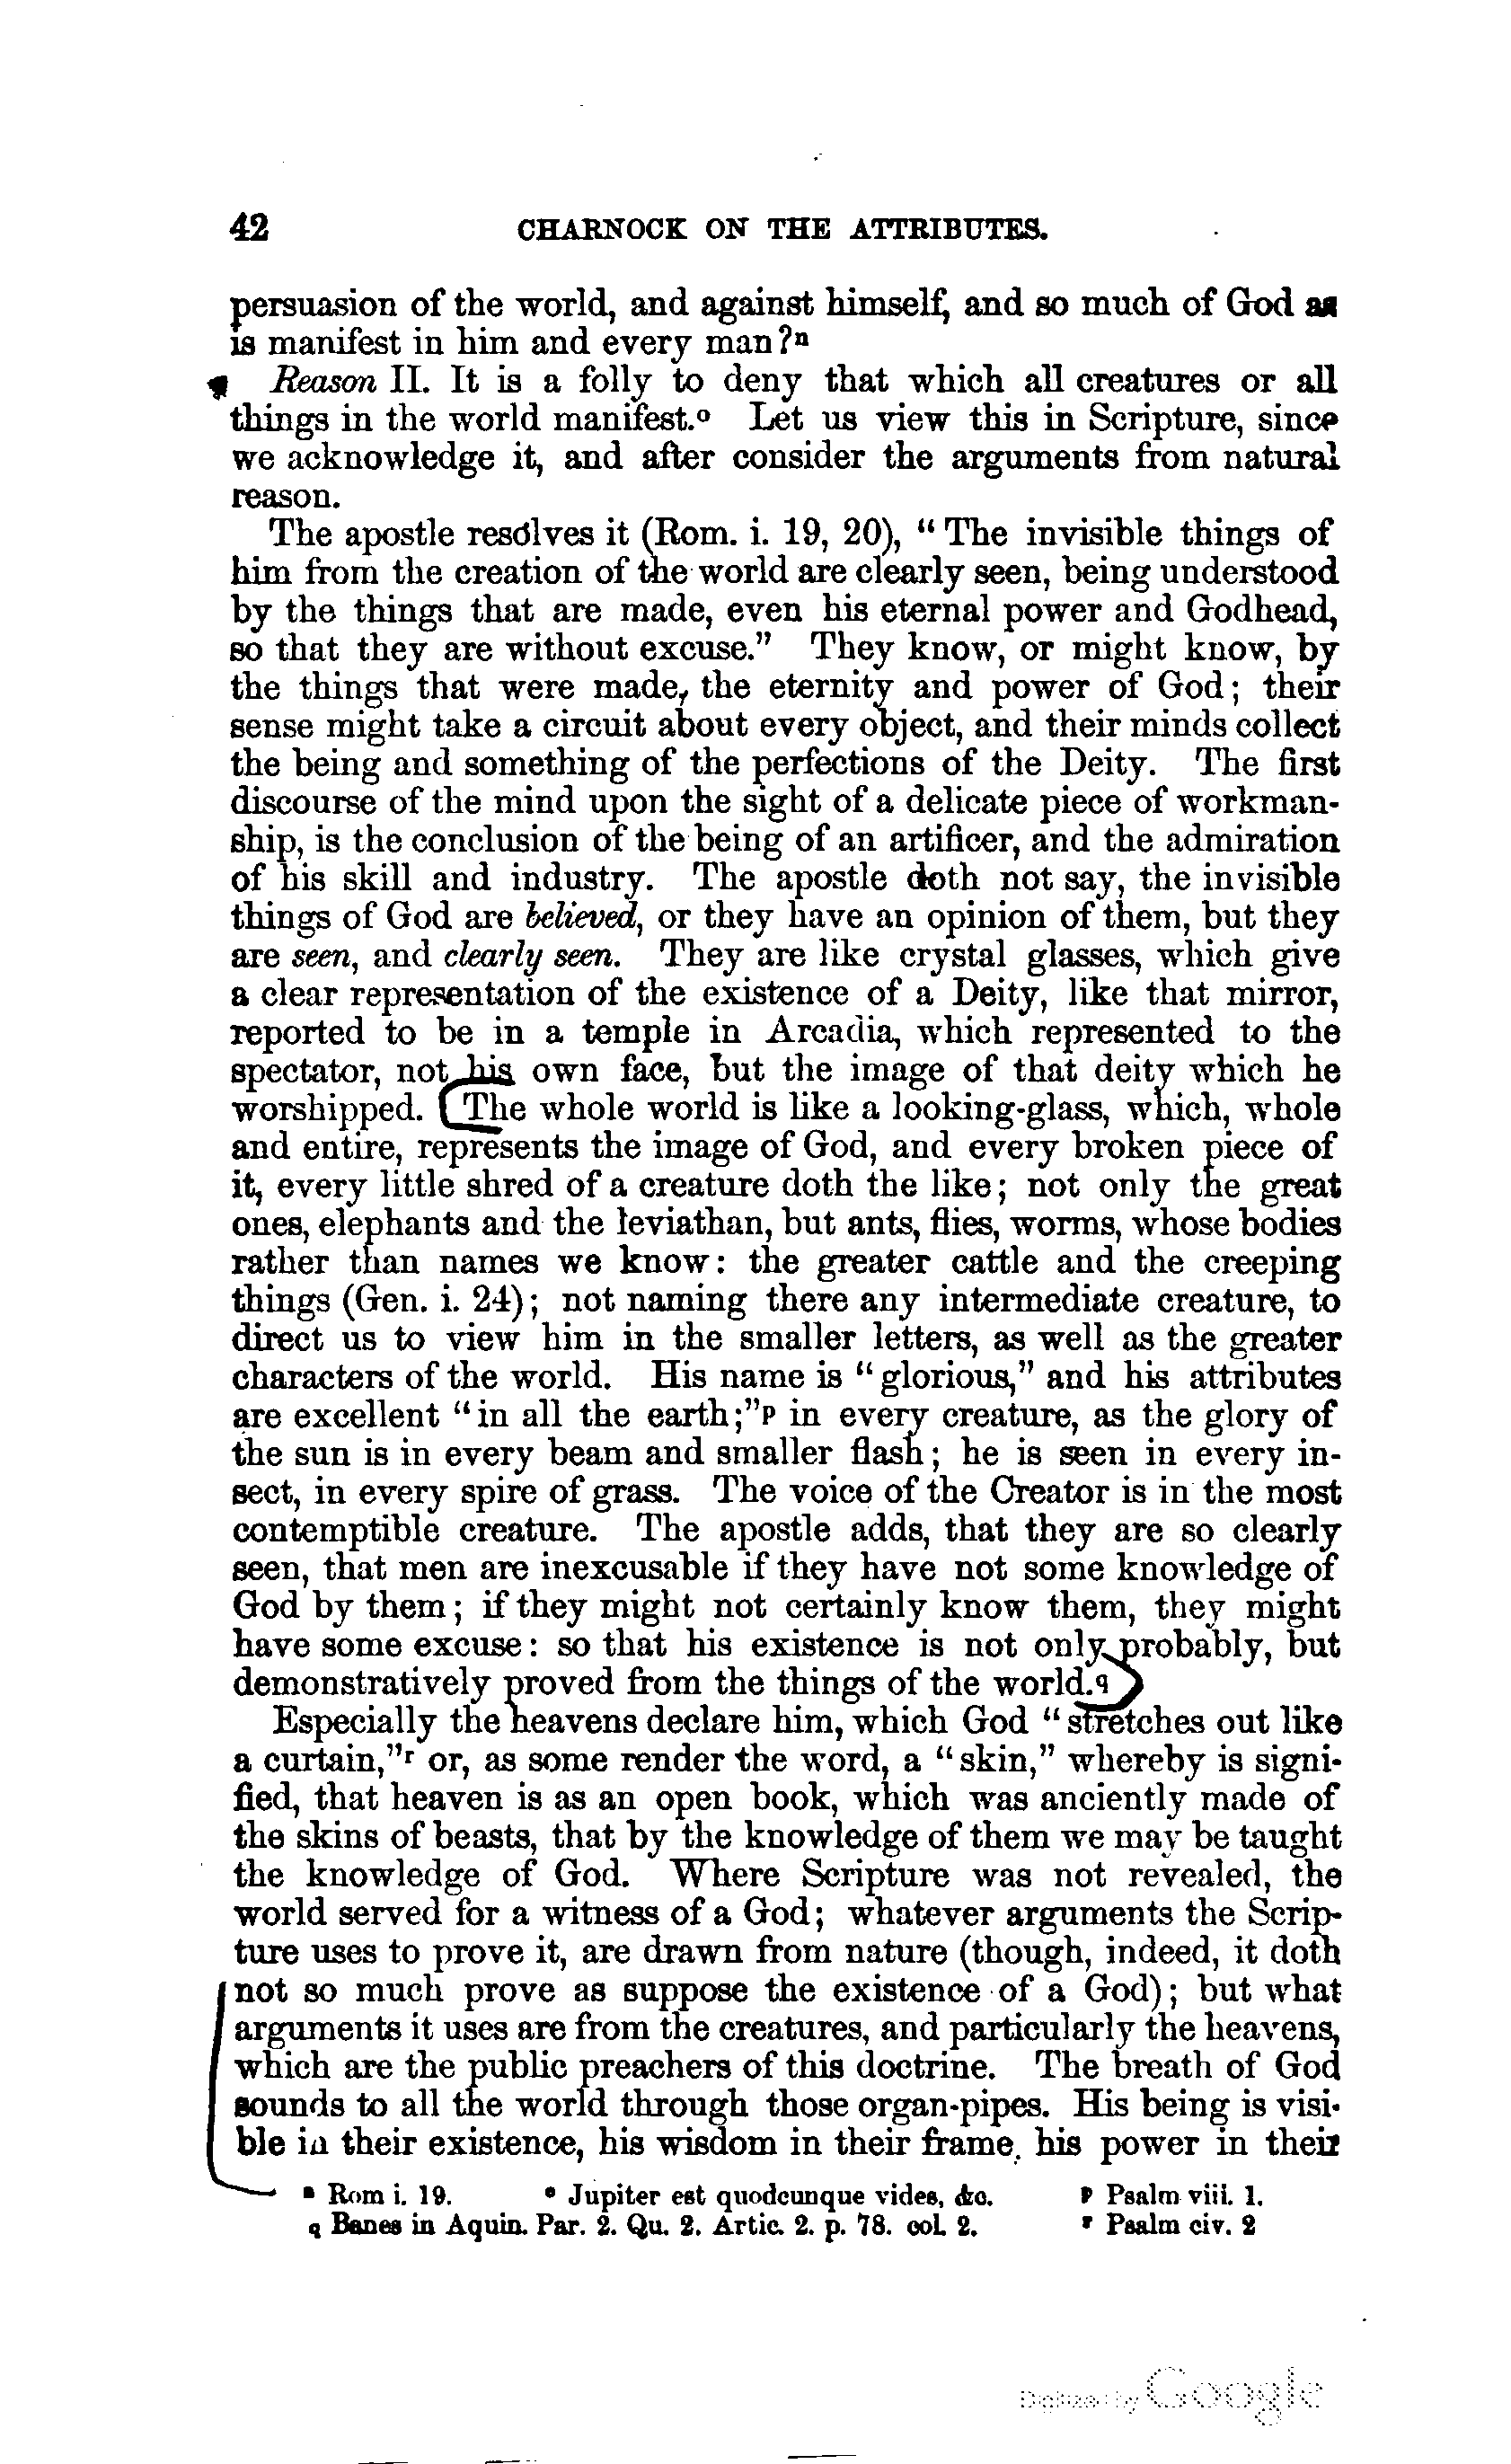 42 CHARNOCK ON THE ATTRIBUTES.
persuasion of the world, and against himself, and so much of God as
is manifest in him and every man?ⁿ
Reason II. It is a folly to deny that which all creatures or all
things in the world manifest.º Let us view this in Scripture, since
we acknowledge it, and after consider the arguments from natural
reason.
The apostle resolves it (Rom. i. 19, 20), “The invisible things of
him from the creation of the world are clearly seen, being understood
by the things that are made, even his eternal power and Godhead,
so that they are without excuse.” They know, or might know, by
the things that were made, the eternity and power of God; their
sense might take a circuit about every object, and their minds collect
the being and something of the perfections of the Deity. The first
discourse of the mind upon the sight of a delicate piece of workman-
ship, is the conclusion of the being of an artificer, and the admiration
of his skill and industry. The apostle doth not say, the invisible
things of God are believed, or they have an opinion of them, but they
are seen, and clearly seen. They are like crystal glasses, which give
a clear representation of the existence of a Deity, like that mirror,
reported to be in a temple in Arcadia, which represented to the
spectator, not his own face, but the image of that deity which he
worshipped. The whole world is like a looking-glass, which, whole
and entire, represents the image of God, and every broken piece of
it, every little shred of a creature doth the like; not only the great
ones, elephants and the leviathan, but ants, flies, worms, whose bodies
rather than names we know: the greater cattle and the creeping
things (Gen. i. 24); not naming there any intermediate creature, to
direct us to view him in the smaller letters, as well as the greater
characters of the world. His name is “glorious,” and his attributes
are excellent “in all the earth;”ᵖ in every creature, as the glory of
the sun is in every beam and smaller flash; he is seen in every in-
sect, in every spire of grass. The voice of the Creator is in the most
contemptible creature. The apostle adds, that they are so clearly
seen, that men are inexcusable if they have not some knowledge of
God by them; if they might not certainly know them, they might
have some excuse: so that his existence is not only probably, but
demonstratively proved from the things of the world.q
Especially the heavens declare him, which God “stretches out like
a curtain,”ʳ or, as some render the word, a “skin,” whereby is signi-
fied, that heaven is as an open book, which was anciently made of
the skins of beasts, that by the knowledge of them we may be taught
the knowledge of God. Where Scripture was not revealed, the
world served for a witness of a God; whatever arguments the Scrip-
ture uses to prove it, are drawn from nature (though, indeed, it doth
not so much prove as suppose the existence of a God); but what
arguments it uses are from the creatures, and particularly the heavens,
which are the public preachers of this doctrine. The breath of God
sounds to all the world through those organ-pipes. His being is visi-
ble in their existence, his wisdom in their frame, his power in their
ⁿ Rom i. 19. º Jupiter est quodcunque vides, &c. ᵖ Psalm viii. 1.
q Banes in Aquin. Par. 2. Qu. 2. Artic. 2. p. 78. col. 2. ʳ Psalm civ. 2
Digitized by Google